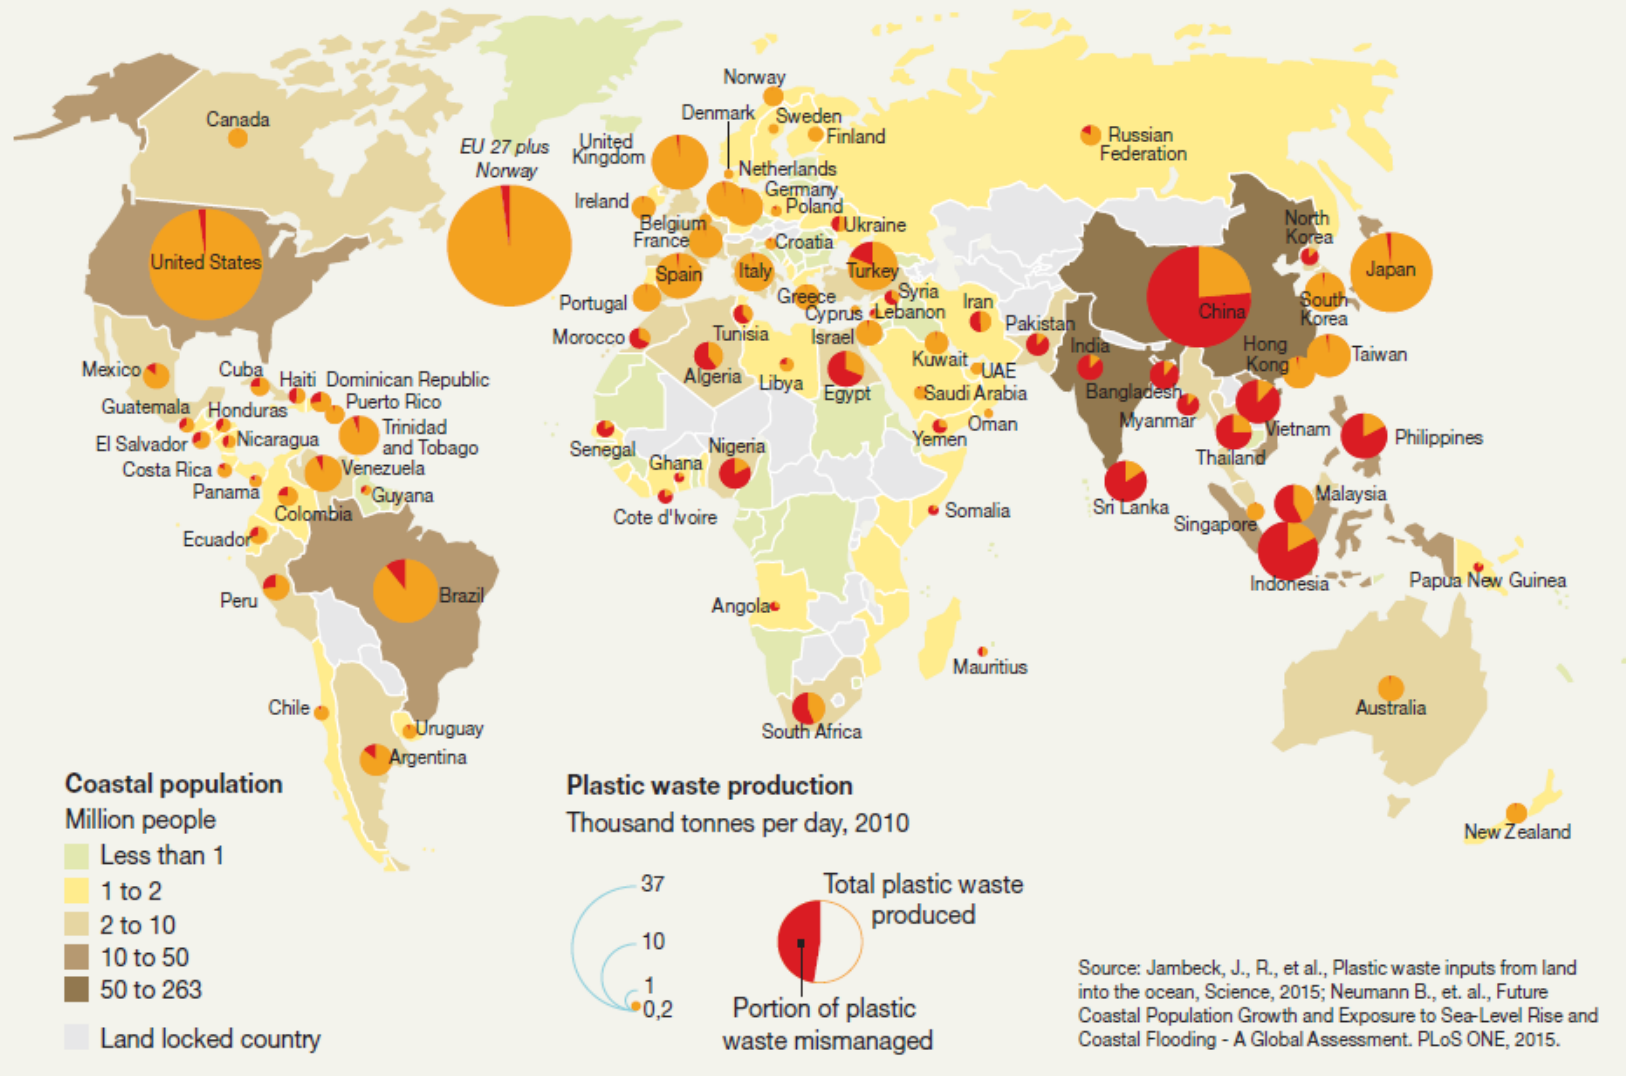 Norway
Denmark
Sweden
Finland
Canada
EU 27 plus
Norway
United
Kingdom
Russian
Federation
Netherlands
Germany
Poland
Ireland
Belgium
France
Ukraine
Croatia
North
Korea
United States
Spain
Italy
Turkey
Japan
Portugal
Greece
Syria
Cyprus
Lebanon
Iran
China
South
Korea
Morocco
Tunisia
Israel
Pakistan
India
Hong
Kong
Taiwan
Mexico
Cuba
Haiti
Dominican Republic
Puerto Rico
Algeria
Libya
Egypt
Kuwait
UAE
Saudi Arabia
Bangladesh
Guatemala
Honduras
Trinidad
and Tobago
Oman
Myanmar
Vietnam
Philippines
El Salvador
Nicaragua
Senegal
Nigeria
Yemen
Thailand
Costa Rica
Venezuela
Ghana
Panama
Guyana
Colombia
Cote d'Ivoire
Somalia
Sri Lanka
Malaysia
Singapore
Ecuador
Indonesia
Papua New Guinea
Peru
Brazil
Angola
Mauritius
Chile
Uruguay
South Africa
Australia
Argentina
New Zealand
Coastal population
Million people
Less than 1
1 to 2
2 to 10
10 to 50
50 to 263
Land locked country
Plastic waste production
Thousand tonnes per day, 2010
37
10
1
0,2
Total plastic waste
produced
Portion of plastic
waste mismanaged
Source: Jambeck, J., R., et al., Plastic waste inputs from land
into the ocean, Science, 2015; Neumann B., et. al., Future
Coastal Population Growth and Exposure to Sea-Level Rise and
Coastal Flooding - A Global Assessment. PLoS ONE, 2015.